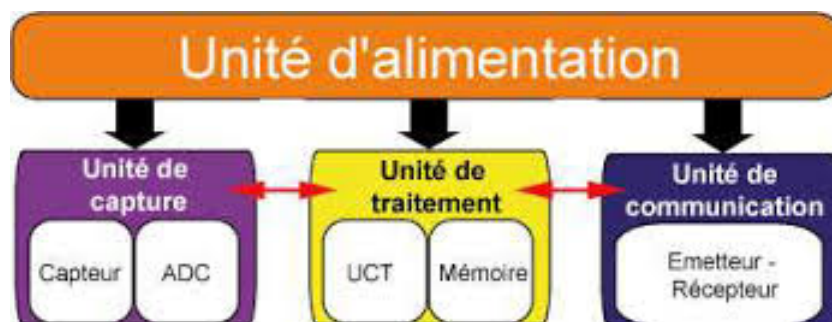 Unité d'alimentation
Unité de
capture
Capteur
ADC
Unité de
traitement
UCT
Mémoire
Unité de
communication
Emetteur -
Récepteur